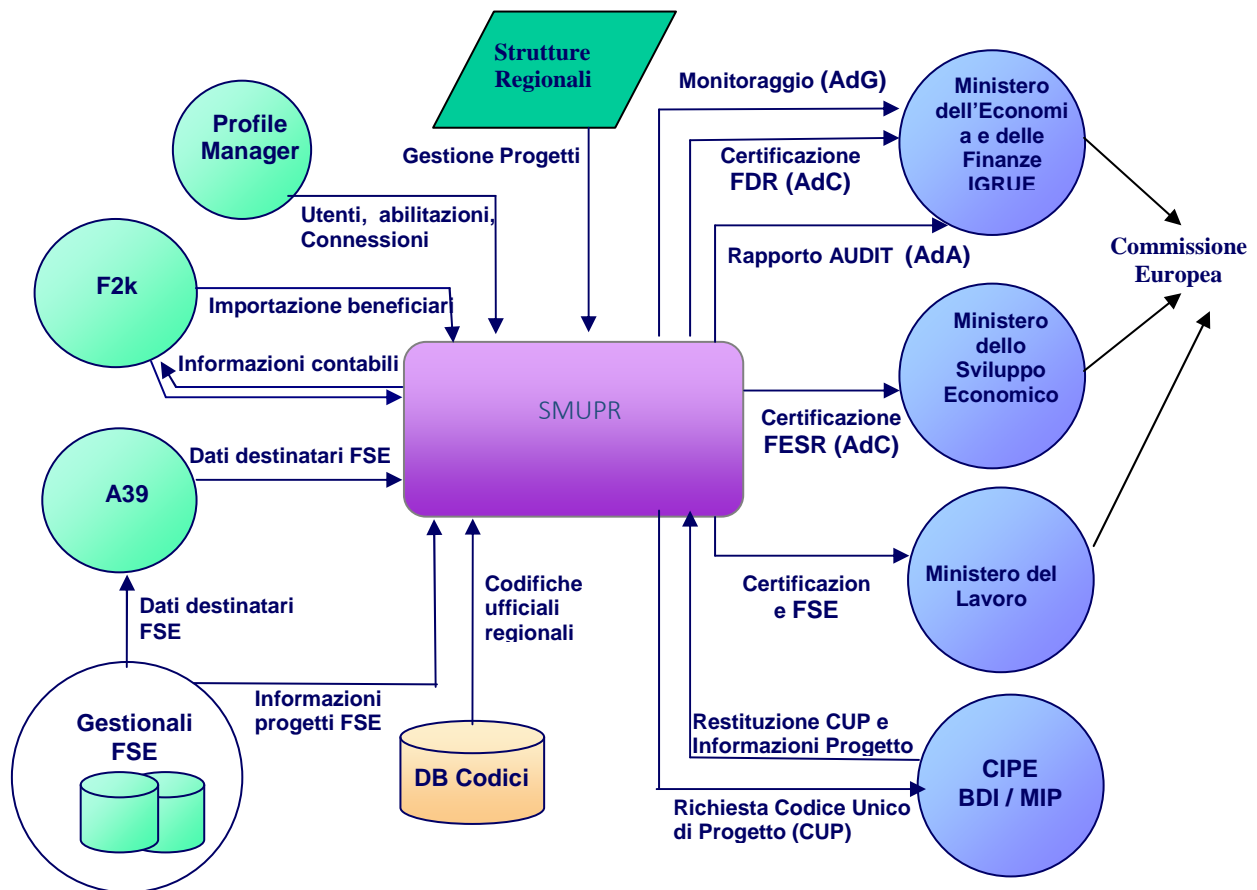 Strutture
Regionali
Profile
Manager
Gestione Progetti
Utenti, abilitazioni,
Connessioni
F2k
Importazione beneficiari
Informazioni contabili
SMUPR
A39
Dati destinatari FSE
Dati destinatari
FSE
Gestionali
FSE
Informazioni
progetti FSE
Codifiche
ufficiali
regionali
DB Codici
Monitoraggio (AdG)
Certificazione
FDR (AdC)
Rapporto AUDIT (AdA)
Ministero
dell'Economi
a e delle
Finanze
IGRUE
Commissione
Europea
Certificazione
FESR (AdC)
Ministero
dello
Sviluppo
Economico
Certificazion
e FSE
Ministero del
Lavoro
Restituzione CUP e
Informazioni Progetto
Richiesta Codice Unico
di Progetto (CUP)
CIPE
BDI / MIP